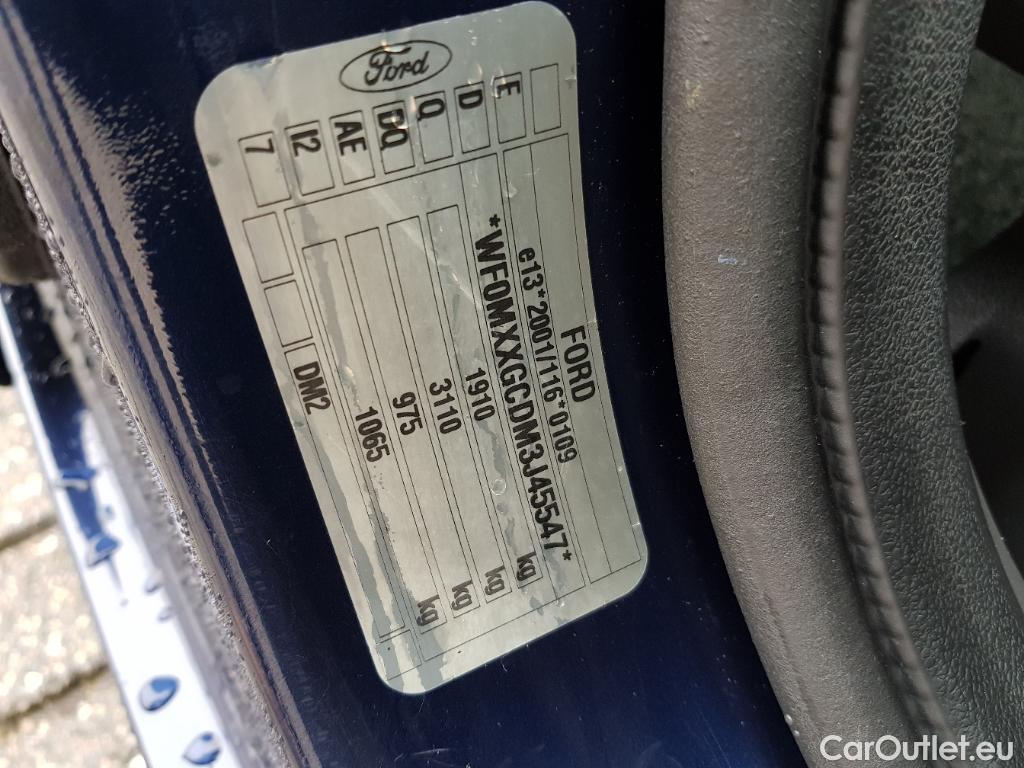 Ford
FORD
e13*2001/116*0109
*WF0MXXGCDM3J45547*
1910 kg
3110 kg
975 kg
1065 kg
DM2
E
D
Q
DQ
AE
I2
7
CarOutlet.eu